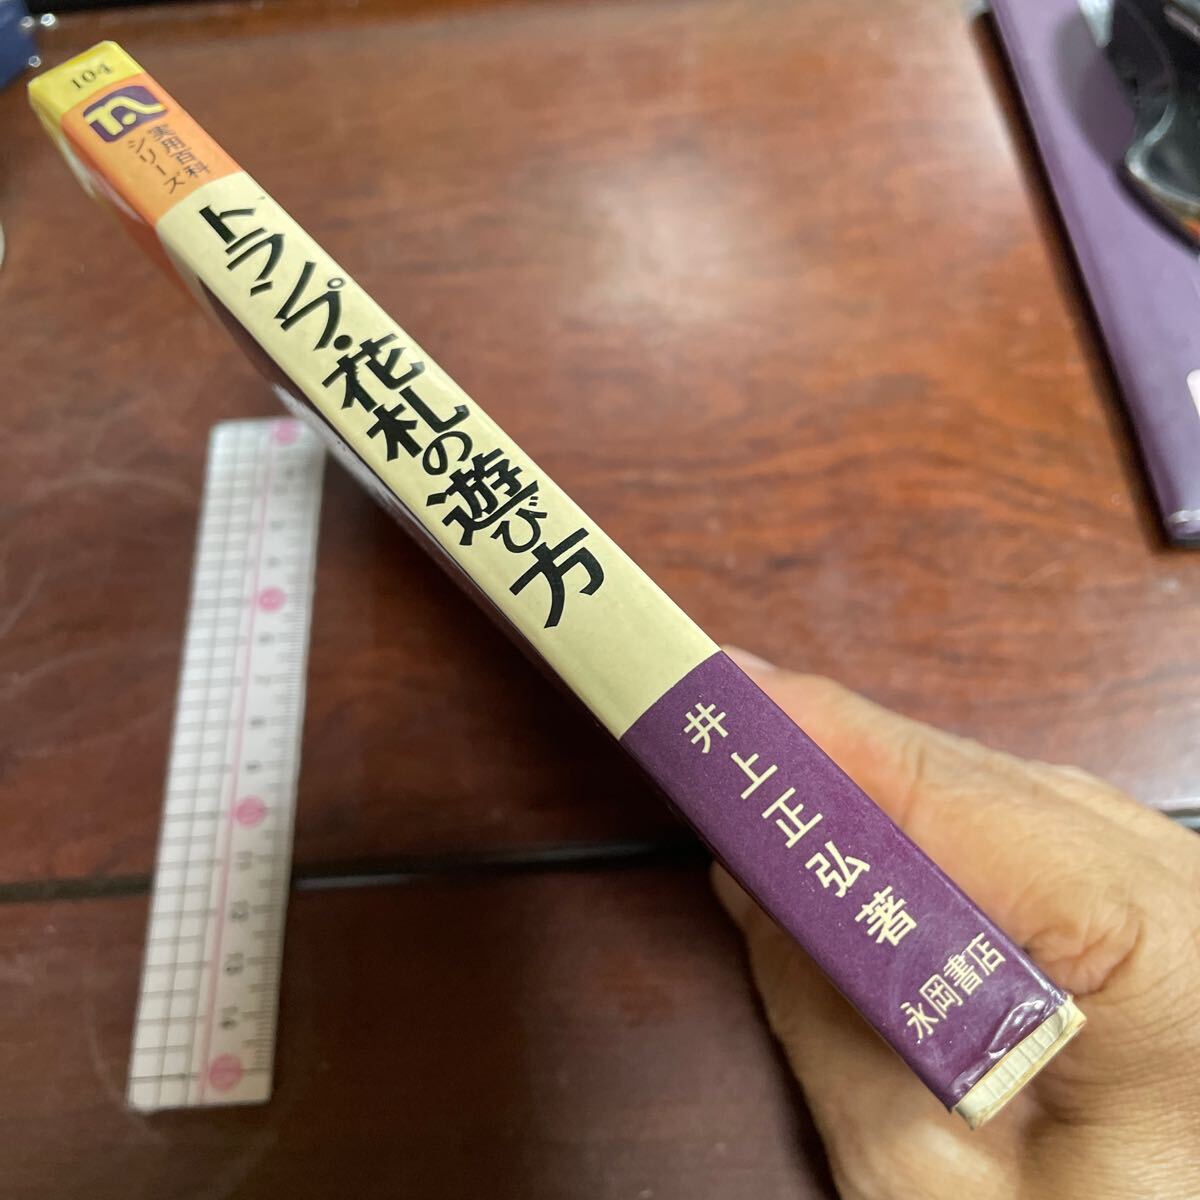 104
実用百科
シリーズ
トランプ・花札の遊び方
井上正弘著
永岡書店